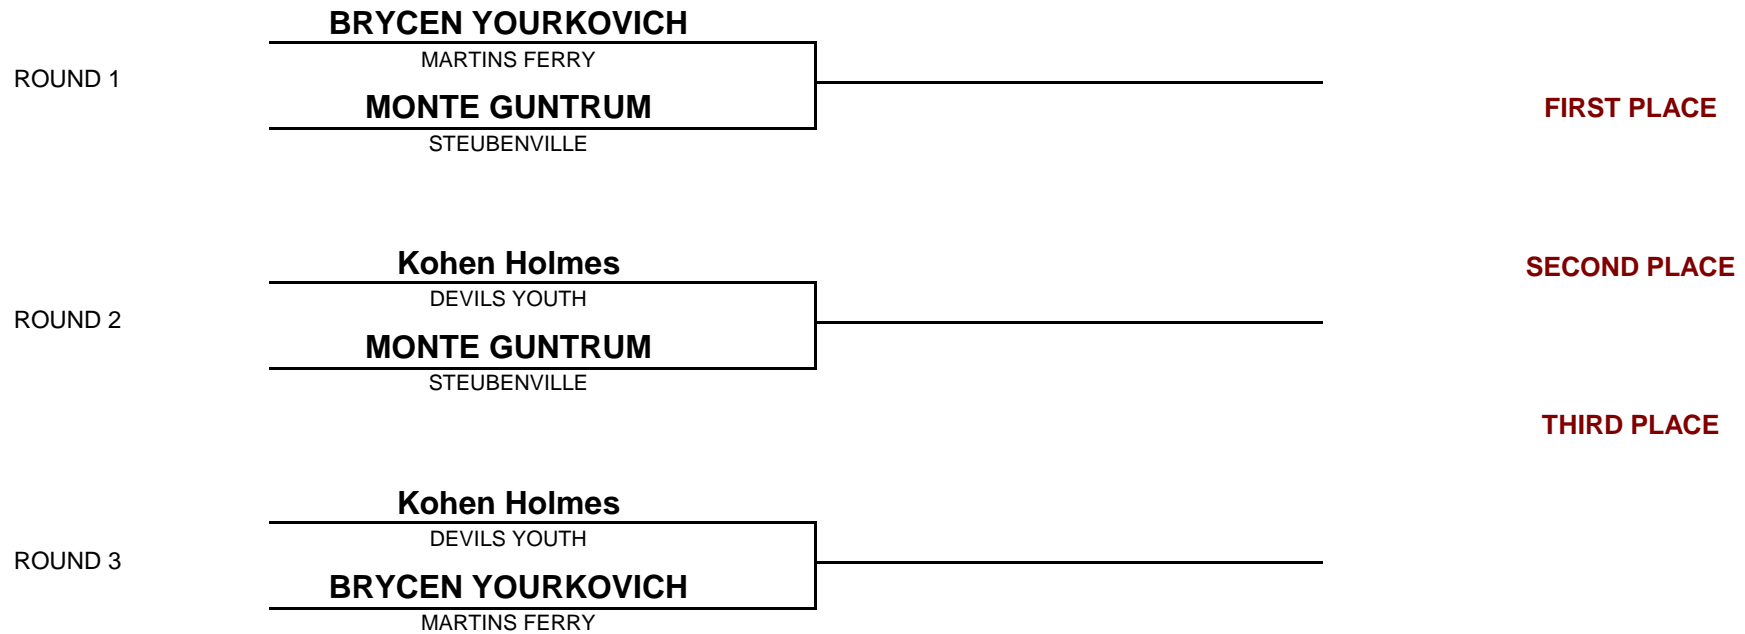 BRYCEN YOURKOVICH
MARTINS FERRY
ROUND 1
MONTE GUNTRUM
STEUBENVILLE
FIRST PLACE
Kohen Holmes
DEVILS YOUTH
SECOND PLACE
ROUND 2
MONTE GUNTRUM
STEUBENVILLE
THIRD PLACE
Kohen Holmes
DEVILS YOUTH
ROUND 3
BRYCEN YOURKOVICH
MARTINS FERRY